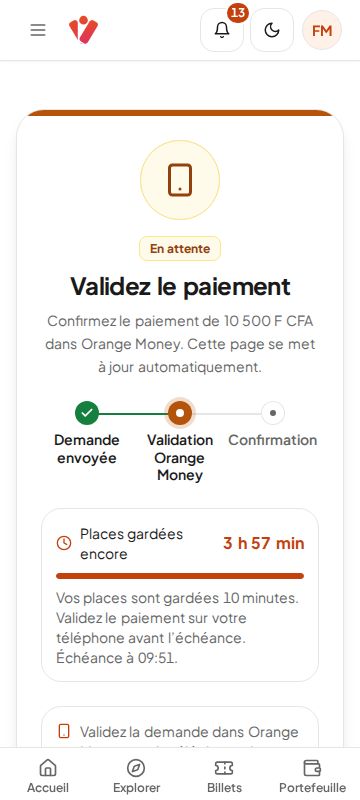 13
FM
En attente
Validez le paiement
Confirmez le paiement de 10 500 F CFA
dans Orange Money. Cette page se met
à jour automatiquement.
Demande
envoyée
Validation
Orange
Money
Confirmation
Places gardées
encore
3 h 57 min
Vos places sont gardées 10 minutes.
Validez le paiement sur votre
téléphone avant l'échéance.
Échéance à 09:51.
Validez la demande dans Orange
Accueil
Explorer
Billets
Portefeuille